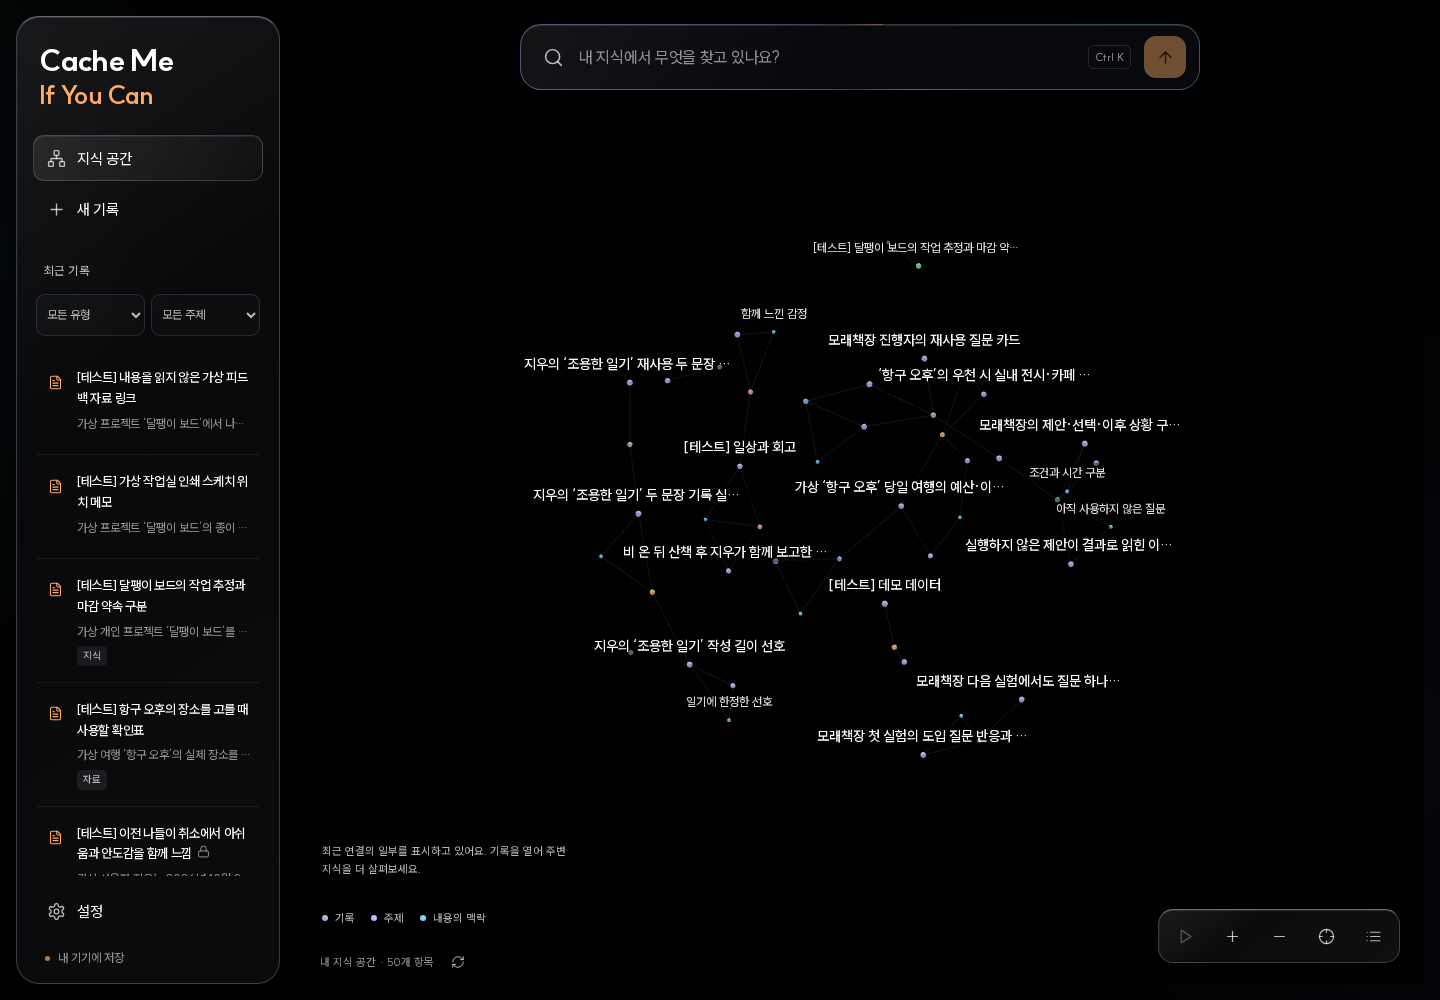 Cache Me
If You Can
지식 공간
새 기록
최근 기록
모든 유형
모든 주제
[테스트] 내용을 읽지 않은 가상 피드
백 자료 링크
가상 프로젝트 ‘달팽이 보드’에서 나…
[테스트] 가상 작업실 인쇄 스케치 위
치 메모
가상 프로젝트 ‘달팽이 보드’의 종이 …
[테스트] 달팽이 보드의 작업 추정과
마감 약속 구분
가상 개인 프로젝트 ‘달팽이 보드’를 …
지식
[테스트] 항구 오후의 장소를 고를 때
사용할 확인표
가상 여행 ‘항구 오후’의 실제 장소를 …
자료
[테스트] 이전 나들이 취소에서 아쉬
움과 안도감을 함께 느낌
설정
내 기기에 저장
내 지식에서 무엇을 찾고 있나요?
Ctrl K
[테스트] 달팽이 보드의 작업 추정과 마감 약…
함께 느낀 감정
모래책장 진행자의 재사용 질문 카드
지우의 ‘조용한 일기’ 재사용 두 문장 …
‘항구 오후’의 우천 시 실내 전시·카페 …
모래책장의 제안·선택·이후 상황 구…
[테스트] 일상과 회고
조건과 시간 구분
가상 ‘항구 오후’ 당일 여행의 예산·이…
지우의 ‘조용한 일기’ 두 문장 기록 실…
아직 사용하지 않은 질문
실행하지 않은 제안이 결과로 읽힌 이…
비 온 뒤 산책 후 지우가 함께 보고한 …
[테스트] 데모 데이터
지우의 ‘조용한 일기’ 작성 길이 선호
모래책장 다음 실험에서도 질문 하나…
일기에 한정한 선호
모래책장 첫 실험의 도입 질문 반응과 …
최근 연결의 일부를 표시하고 있어요. 기록을 열어 주변
지식을 더 살펴보세요.
기록
주제
내용의 맥락
내 지식 공간 · 50개 항목